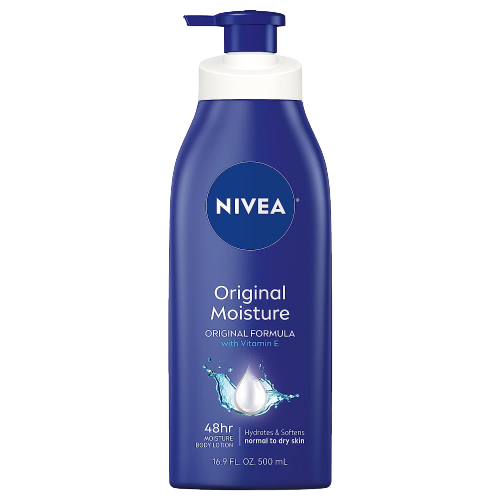 NIVEA®
Original
Moisture
ORIGINAL FORMULA
with Vitamin E
48hr
MOISTURE
BODY LOTION
Hydrates & Softens
normal to dry skin
16.9 FL. OZ. 500 mL